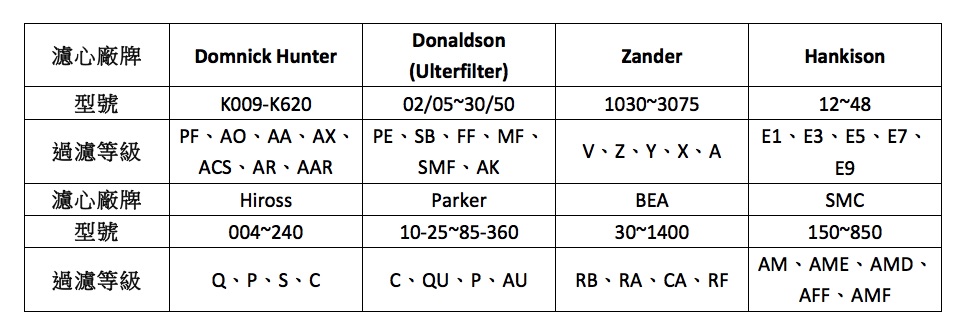 濾心廠牌 Domnick Hunter Donaldson (Ulterfilter) Zander Hankison
型號 K009-K620 02/05~30/50 1030~3075 12~48
過濾等級 PF、AO、AA、AX、ACS、AR、AAR PE、SB、FF、MF、SMF、AK V、Z、Y、X、A E1、E3、E5、E7、E9
濾心廠牌 Hiross Parker BEA SMC
型號 004~240 10-25~85-360 30~1400 150~850
過濾等級 Q、P、S、C C、QU、P、AU RB、RA、CA、RF AM、AME、AMD、AFF、AMF